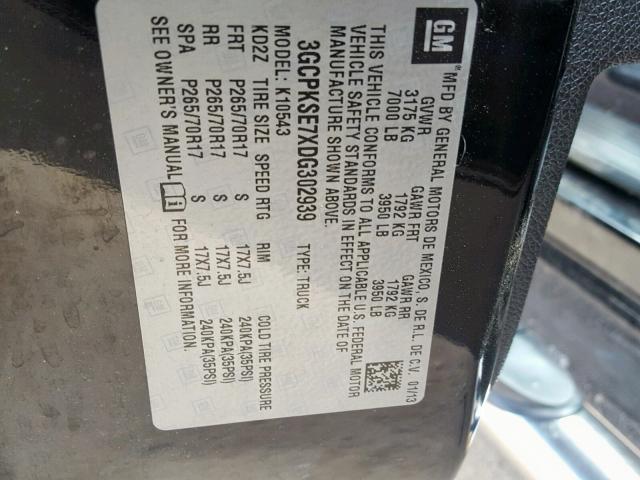 GM
MFD BY GENERAL MOTORS DE MEXICO, S. DE R.L. DE C.V. 01/13
GVWR GAWR FRT GAWR RR
3175 KG 1792 KG 1792 KG
7000 LB 3950 LB 3950 LB
THIS VEHICLE CONFORMS TO ALL APPLICABLE U.S. FEDERAL MOTOR
VEHICLE SAFETY STANDARDS IN EFFECT ON THE DATE OF
MANUFACTURE SHOWN ABOVE.
3GCPKSE7XDG302939 TYPE: TRUCK
MODEL: K10543
KD2Z TIRE SIZE SPEED RTG RIM COLD TIRE PRESSURE
FRT P265/70R17 S 17X7.5J 240KPA(35PSI)
RR P265/70R17 S 17X7.5J 240KPA(35PSI)
SPA P265/70R17 S 17X7.5J 240KPA(35PSI)
SEE OWNER'S MANUAL FOR MORE INFORMATION.